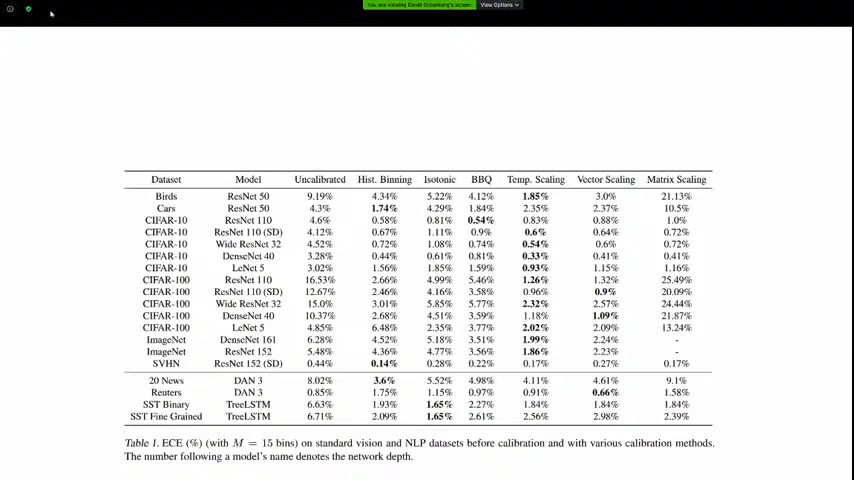 You are viewing David Greenberg's screen View Options
Dataset Model Uncalibrated Hist. Binning Isotonic BBQ Temp. Scaling Vector Scaling Matrix Scaling
Birds ResNet 50 9.19% 4.34% 5.22% 4.12% 1.85% 3.0% 21.13%
Cars ResNet 50 4.3% 1.74% 4.29% 1.84% 2.35% 2.37% 10.5%
CIFAR-10 ResNet 110 4.6% 0.58% 0.81% 0.54% 0.83% 0.88% 1.0%
CIFAR-10 ResNet 110 (SD) 4.12% 0.67% 1.11% 0.9% 0.6% 0.64% 0.72%
CIFAR-10 Wide ResNet 32 4.52% 0.72% 1.08% 0.74% 0.54% 0.6% 0.72%
CIFAR-10 DenseNet 40 3.28% 0.44% 0.61% 0.81% 0.33% 0.41% 0.41%
CIFAR-10 LeNet 5 3.02% 1.56% 1.85% 1.59% 0.93% 1.15% 1.16%
CIFAR-100 ResNet 110 16.53% 2.66% 4.99% 5.46% 1.26% 1.32% 25.49%
CIFAR-100 ResNet 110 (SD) 12.67% 2.46% 4.16% 3.58% 0.96% 0.9% 20.09%
CIFAR-100 Wide ResNet 32 15.0% 3.01% 5.85% 5.77% 2.32% 2.57% 24.44%
CIFAR-100 DenseNet 40 10.37% 2.68% 4.51% 3.59% 1.18% 1.09% 21.87%
CIFAR-100 LeNet 5 4.85% 6.48% 2.35% 3.77% 2.02% 2.09% 13.24%
ImageNet DenseNet 161 6.28% 4.52% 5.18% 3.51% 1.99% 2.24% -
ImageNet ResNet 152 5.48% 4.36% 4.77% 3.56% 1.86% 2.23% -
SVHN ResNet 152 (SD) 0.44% 0.14% 0.28% 0.22% 0.17% 0.27% 0.17%
20 News DAN 3 8.02% 3.6% 5.52% 4.98% 4.11% 4.61% 9.1%
Reuters DAN 3 0.85% 1.75% 1.15% 0.97% 0.91% 0.66% 1.58%
SST Binary TreeLSTM 6.63% 1.93% 1.65% 2.27% 1.84% 1.84% 1.84%
SST Fine Grained TreeLSTM 6.71% 2.09% 1.65% 2.61% 2.56% 2.98% 2.39%
Table 1. ECE (%) (with M = 15 bins) on standard vision and NLP datasets before calibration and with various calibration methods.
The number following a model's name denotes the network depth.